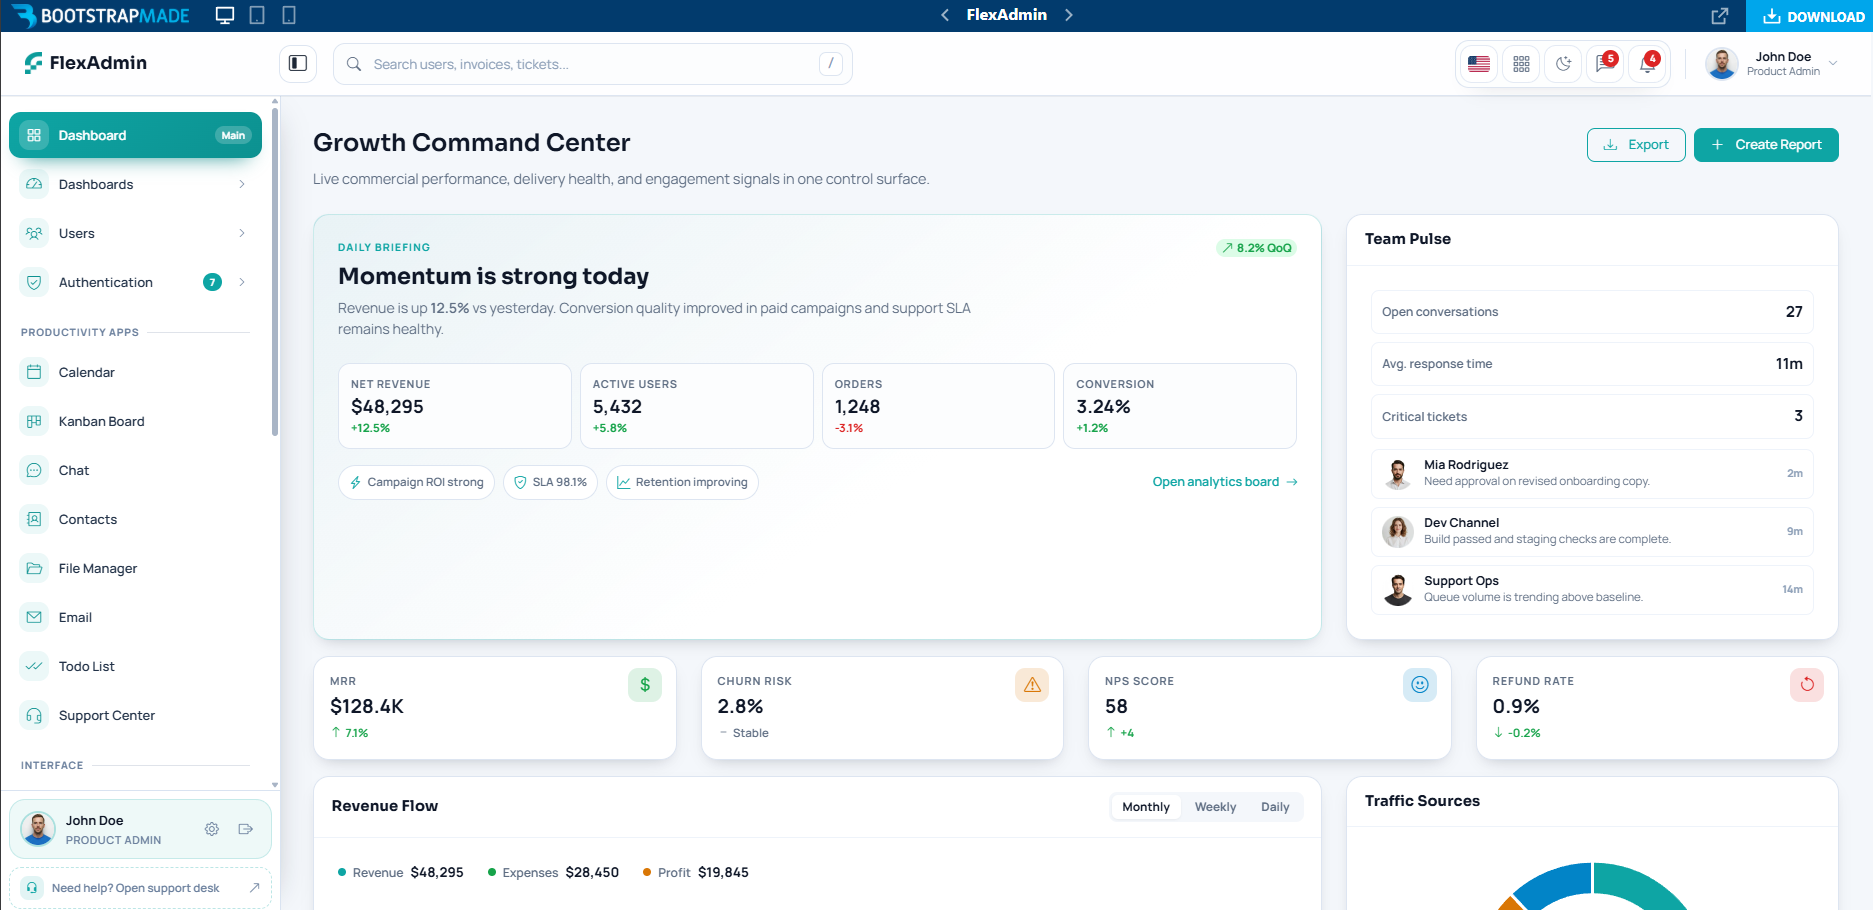 BOOTSTRAPMADE
FlexAdmin
DOWNLOAD
FlexAdmin
Search users, invoices, tickets...
/
5
4
John Doe
Product Admin
Dashboard
Main
Dashboards
Users
Authentication
7
PRODUCTIVITY APPS
Calendar
Kanban Board
Chat
Contacts
File Manager
Email
Todo List
Support Center
INTERFACE
John Doe
PRODUCT ADMIN
Need help? Open support desk
Growth Command Center
Live commercial performance, delivery health, and engagement signals in one control surface.
Export
Create Report
DAILY BRIEFING
8.2% QoQ
Momentum is strong today
Revenue is up 12.5% vs yesterday. Conversion quality improved in paid campaigns and support SLA
remains healthy.
NET REVENUE
$48,295
+12.5%
ACTIVE USERS
5,432
+5.8%
ORDERS
1,248
-3.1%
CONVERSION
3.24%
+1.2%
Campaign ROI strong
SLA 98.1%
Retention improving
Open analytics board →
Team Pulse
Open conversations
27
Avg. response time
11m
Critical tickets
3
Mia Rodriguez
Need approval on revised onboarding copy.
2m
Dev Channel
Build passed and staging checks are complete.
9m
Support Ops
Queue volume is trending above baseline.
14m
MRR
$128.4K
↑ 7.1%
$
CHURN RISK
2.8%
– Stable
NPS SCORE
58
↑ +4
REFUND RATE
0.9%
↓ -0.2%
Revenue Flow
Monthly
Weekly
Daily
Revenue $48,295
Expenses $28,450
Profit $19,845
Traffic Sources